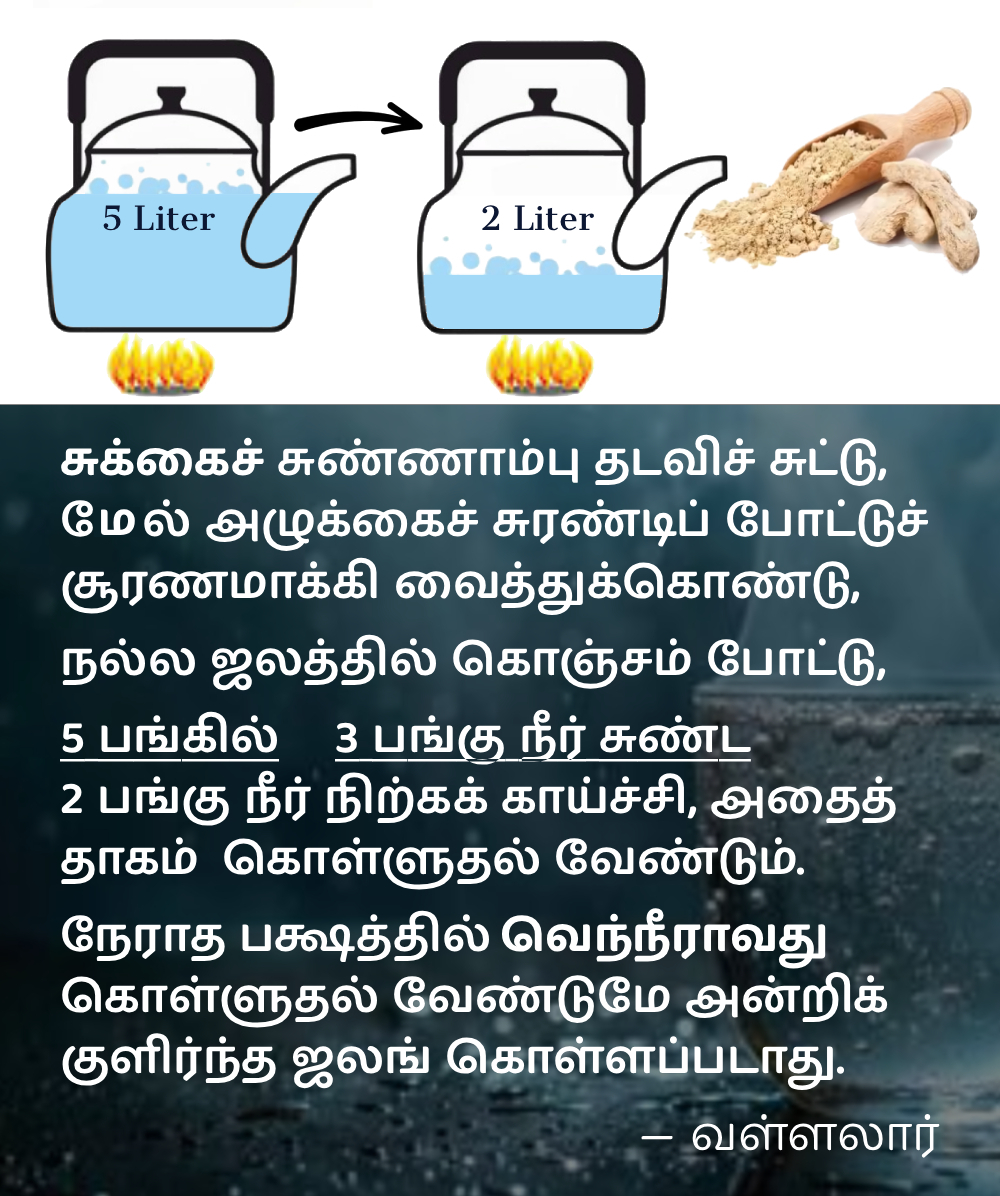 5 Liter
2 Liter
சுக்கைச் சுண்ணாம்பு தடவிச் சுட்டு,
மேல் அழுக்கைச் சுரண்டிப் போட்டுச்
சூரணமாக்கி வைத்துக்கொண்டு,
நல்ல ஜலத்தில் கொஞ்சம் போட்டு,
5 பங்கில் 3 பங்கு நீர் சுண்ட
2 பங்கு நீர் நிற்கக் காய்ச்சி, அதைத்
தாகம் கொள்ளுதல் வேண்டும்.
நேராத பக்ஷத்தில் வெந்நீராவது
கொள்ளுதல் வேண்டுமே அன்றிக்
குளிர்ந்த ஜலங் கொள்ளப்படாது.
– வள்ளலார்